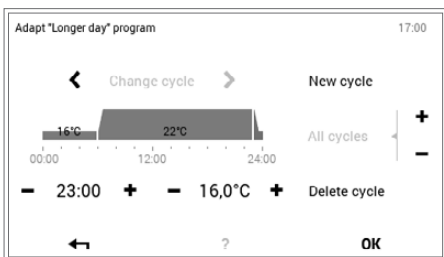 Adapt "Longer day" program 17:00
Change cycle New cycle
16°C 22°C
All cycles
00:00 12:00 24:00
23:00 16,0°C Delete cycle
? OK